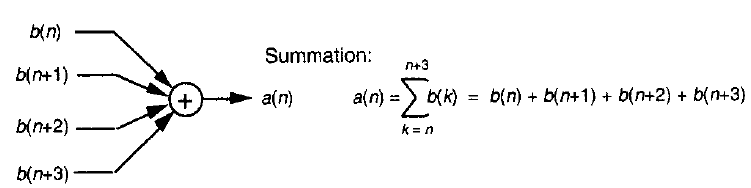 b(n)
Summation:
b(n+1)
b(n+2)
b(n+3)
+
a(n)
n+3
a(n) = ∑ b(k) = b(n) + b(n+1) + b(n+2) + b(n+3)
k = n